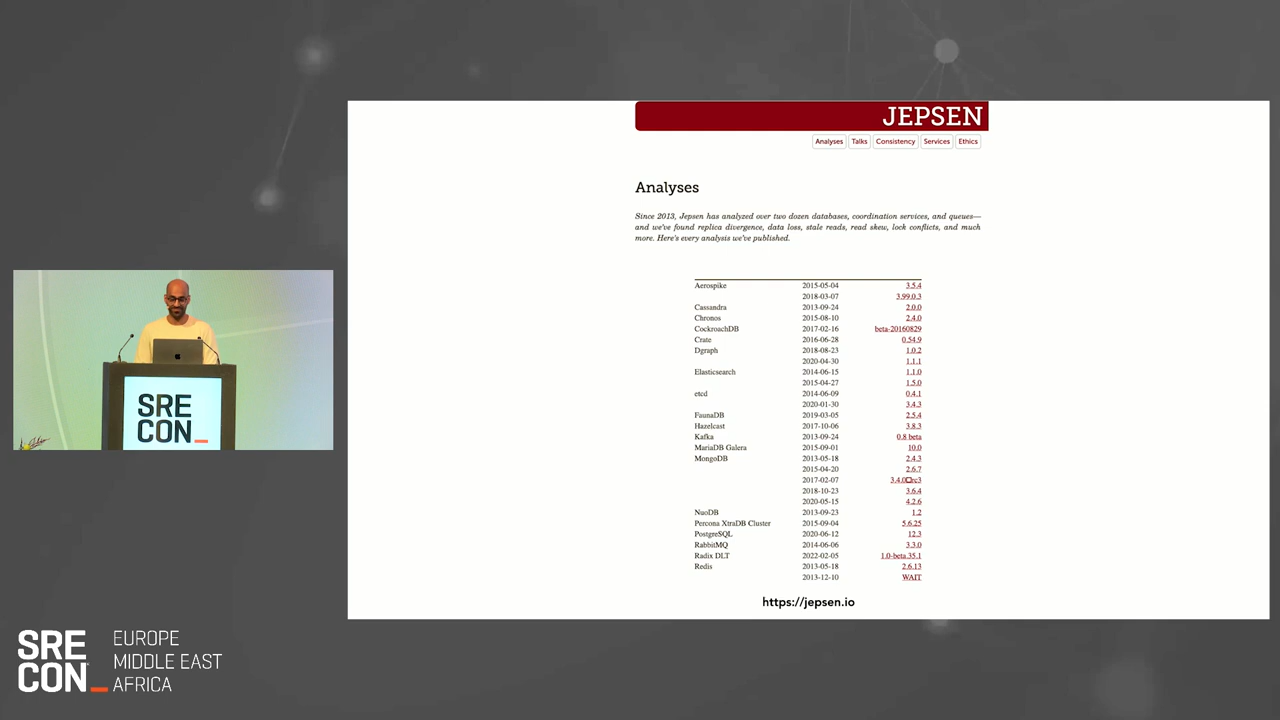 JEPSEN
Analyses Talks Consistency Services Ethics
Analyses
Since 2013, Jepsen has analyzed over two dozen databases, coordination services, and queues—
and we've found replica divergence, data loss, stale reads, read skew, lock conflicts, and much
more. Here's every analysis we've published.
Aerospike 2015-05-04 3.5.4
2018-03-07 3.99.0.3
Cassandra 2013-09-24 2.0.0
Chronos 2015-08-10 2.4.0
CockroachDB 2017-02-16 beta-20160829
Crate 2016-06-28 0.54.9
Dgraph 2018-08-23 1.0.2
2020-04-30 1.1.1
Elasticsearch 2014-06-15 1.1.0
2015-04-27 1.5.0
etcd 2014-06-09 0.4.1
2020-01-30 3.4.3
FaunaDB 2019-03-05 2.5.4
Hazelcast 2017-10-06 3.8.3
Kafka 2013-09-24 0.8 beta
MariaDB Galera 2015-09-01 10.0
MongoDB 2013-05-18 2.4.3
2015-04-20 2.6.7
2017-02-07 3.4.0□rc3
2018-10-23 3.6.4
2020-05-15 4.2.6
NuoDB 2013-09-23 1.2
Percona XtraDB Cluster 2015-09-04 5.6.25
PostgreSQL 2020-06-12 12.3
RabbitMQ 2014-06-06 3.3.0
Radix DLT 2022-02-05 1.0-beta.35.1
Redis 2013-05-18 2.6.13
2013-12-10 WAIT
https://jepsen.io
SRE
CON_
SRE
CON_
EUROPE
MIDDLE EAST
AFRICA